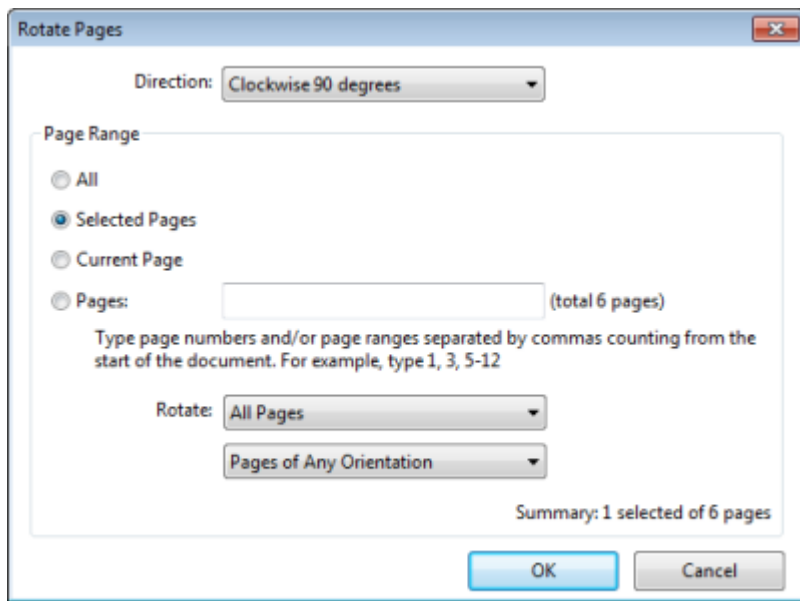 Rotate Pages
Direction: Clockwise 90 degrees
Page Range
All
Selected Pages
Current Page
Pages: (total 6 pages)
Type page numbers and/or page ranges separated by commas counting from the
start of the document. For example, type 1, 3, 5-12
Rotate: All Pages
Pages of Any Orientation
Summary: 1 selected of 6 pages
OK Cancel